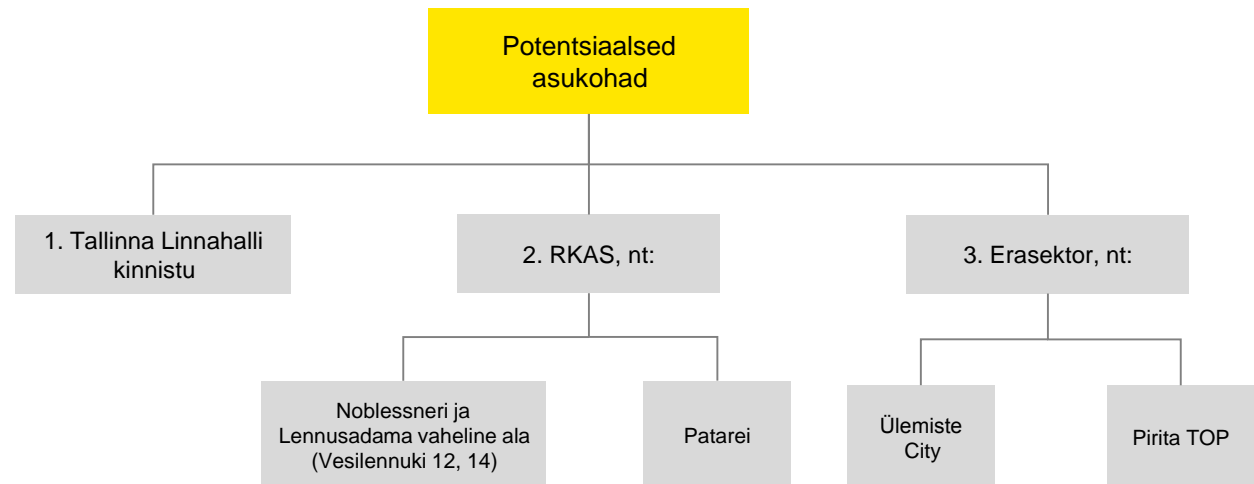 Potentsiaalsed
asukohad
1. Tallinna Linnahalli
kinnistu
2. RKAS, nt:
3. Erasektor, nt:
Noblessneri ja
Lennusadama vaheline ala
(Vesilennuki 12, 14)
Patarei
Ülemiste
City
Pirita TOP